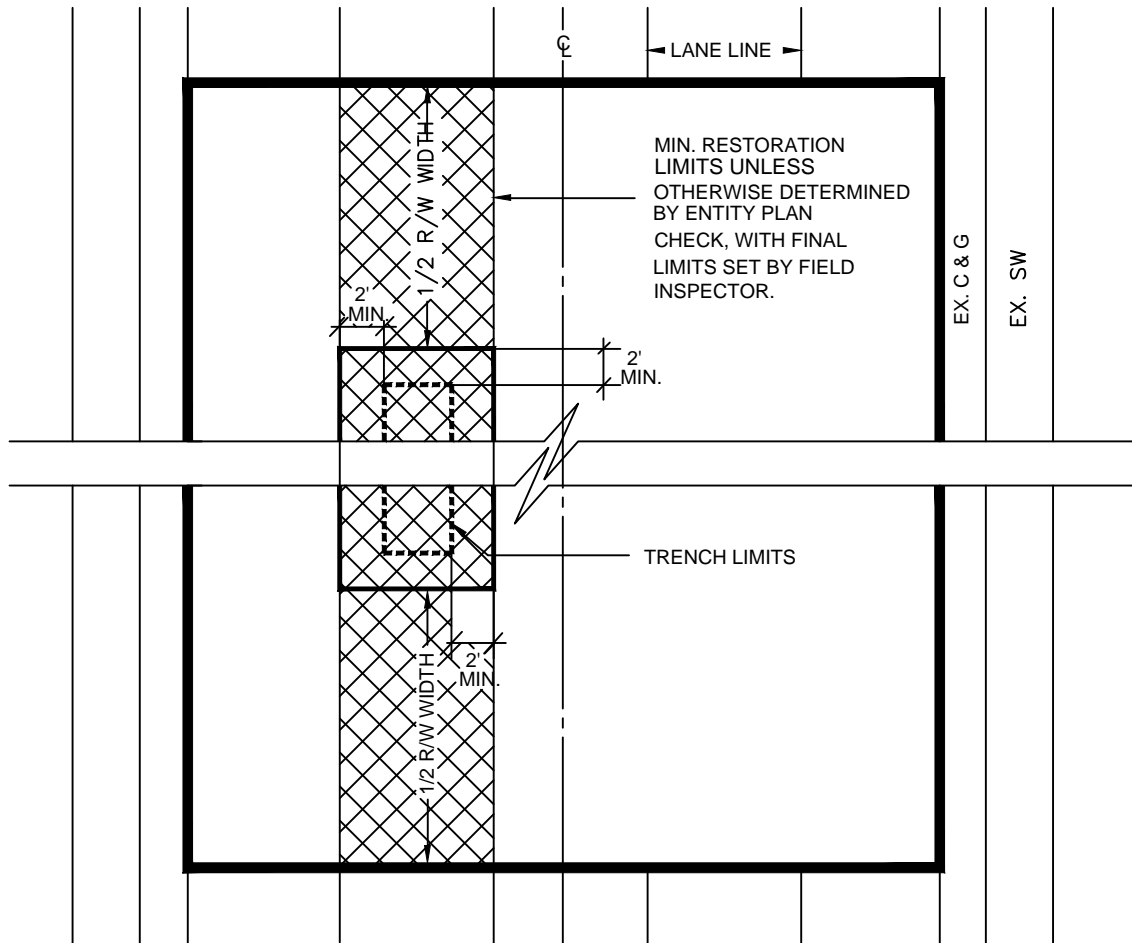 ℄
LANE LINE
MIN. RESTORATION
LIMITS UNLESS
OTHERWISE DETERMINED
BY ENTITY PLAN
CHECK, WITH FINAL
LIMITS SET BY FIELD
INSPECTOR.
1/2 R/W WIDTH
EX. C & G
EX. SW
2'
MIN.
2'
MIN.
TRENCH LIMITS
2'
MIN.
1/2 R/W WIDTH